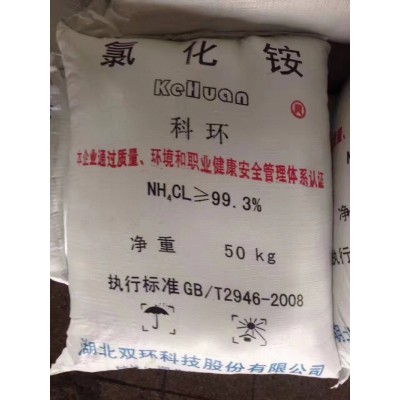 氯化铵
KeHuan
®
科环
本企业通过质量、环境和职业健康安全管理体系认证
NH₄CL≥99.3%
净重 50kg
执行标准GB/T2946-2008
湖北双环科技股份有限公司